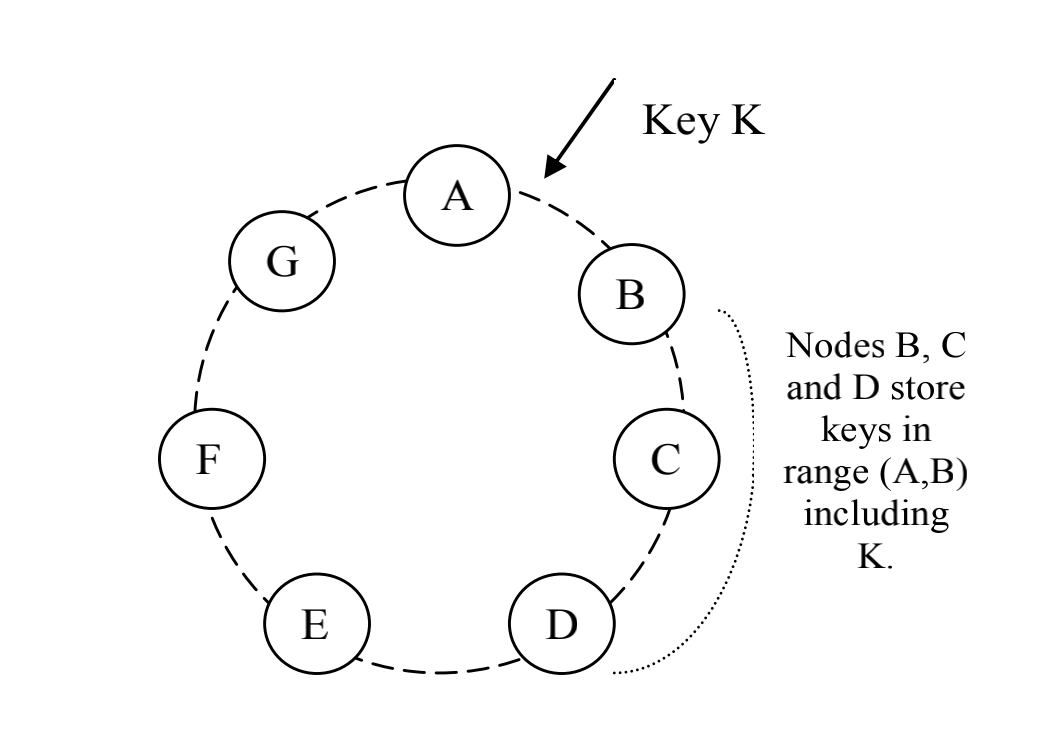 Key K
A
G
B
Nodes B, C
and D store
keys in
range (A,B)
including
K.
F
C
E
D